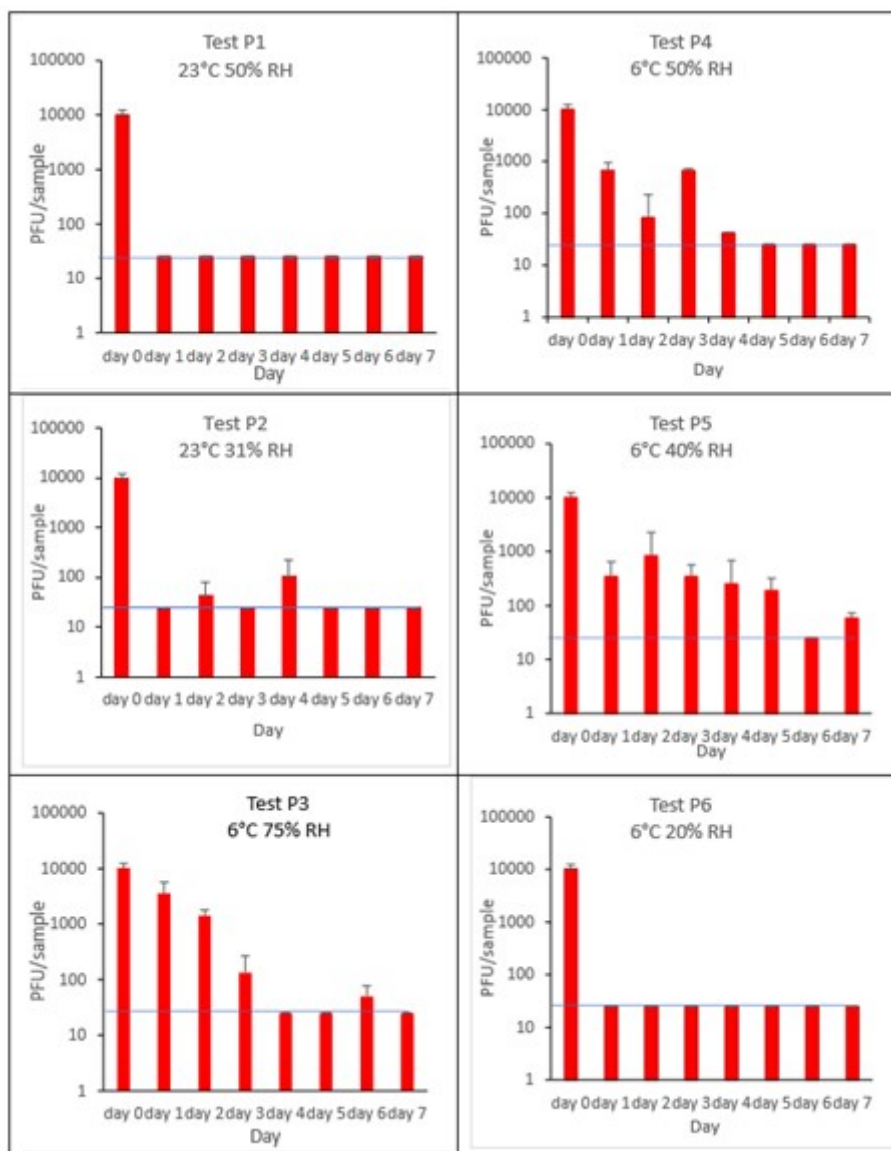 Test P1
23°C 50% RH
100000
10000
1000
100
10
1
PFU/sample
day 0 day 1 day 2 day 3 day 4 day 5 day 6 day 7
Day
Test P4
6°C 50% RH
100000
10000
1000
100
10
1
PFU/sample
day 0 day 1 day 2 day 3 day 4 day 5 day 6 day 7
Day
Test P2
23°C 31% RH
100000
10000
1000
100
10
1
PFU/sample
day 0 day 1 day 2 day 3 day 4 day 5 day 6 day 7
Day
Test P5
6°C 40% RH
100000
10000
1000
100
10
1
PFU/sample
day 0 day 1 day 2 day 3 day 4 day 5 day 6 day 7
Day
Test P3
6°C 75% RH
100000
10000
1000
100
10
1
PFU/sample
day 0 day 1 day 2 day 3 day 4 day 5 day 6 day 7
Day
Test P6
6°C 20% RH
100000
10000
1000
100
10
1
PFU/sample
day 0 day 1 day 2 day 3 day 4 day 5 day 6 day 7
Day